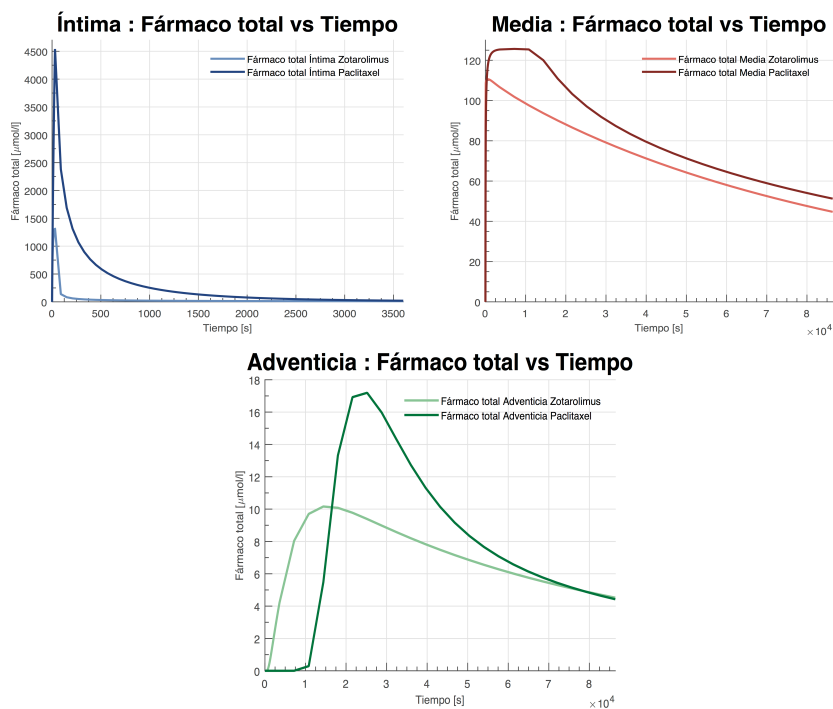 Íntima : Fármaco total vs Tiempo
4500
4000
3500
3000
2500
2000
1500
1000
500
0
Fármaco total [μmol/l]
Fármaco total Íntima Zotarolimus
Fármaco total Íntima Paclitaxel
0 500 1000 1500 2000 2500 3000 3500
Tiempo [s]
Media : Fármaco total vs Tiempo
120
100
80
60
40
20
0
Fármaco total [μmol/l]
Fármaco total Media Zotarolimus
Fármaco total Media Paclitaxel
0 1 2 3 4 5 6 7 8
Tiempo [s]
×10⁴
Adventicia : Fármaco total vs Tiempo
18
16
14
12
10
8
6
4
2
0
Fármaco total [μmol/l]
Fármaco total Adventicia Zotarolimus
Fármaco total Adventicia Paclitaxel
0 1 2 3 4 5 6 7 8
Tiempo [s]
×10⁴